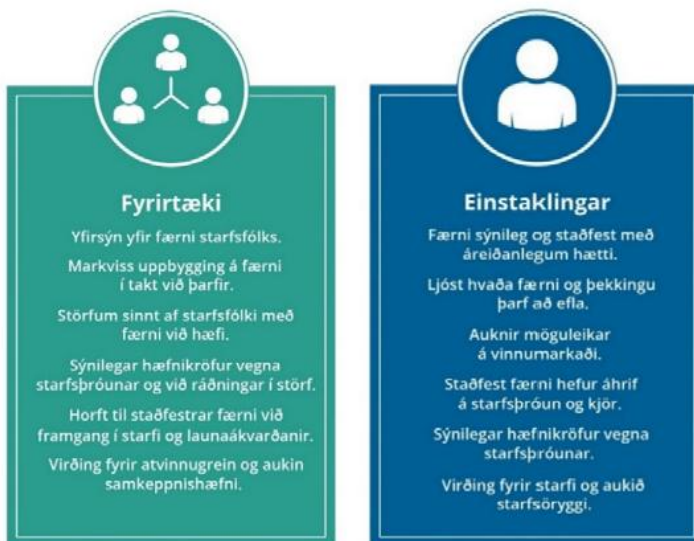 Fyrirtæki
Yfirsýn yfir færni starfsfólks.
Markviss uppbygging á færni
í takt við þarfir.
Störfum sinnt af starfsfólki með
færni við hæfi.
Sýnilegar hæfnikröfur vegna
starfsþróunar og við ráðningar í störf.
Horft til staðfestrar færni við
framgang í starfi og launaákvarðanir.
Virðing fyrir atvinnugrein og aukin
samkeppnishæfni.
Einstaklingar
Færni sýnileg og staðfest með
áreiðanlegum hætti.
Ljóst hvaða færni og þekkingu
þarf að efla.
Auknir möguleikar
á vinnumarkaði.
Staðfest færni hefur áhrif
á starfsþróun og kjör.
Sýnilegar hæfnikröfur vegna
starfsþróunar.
Virðing fyrir starfi og aukið
starfsöryggi.